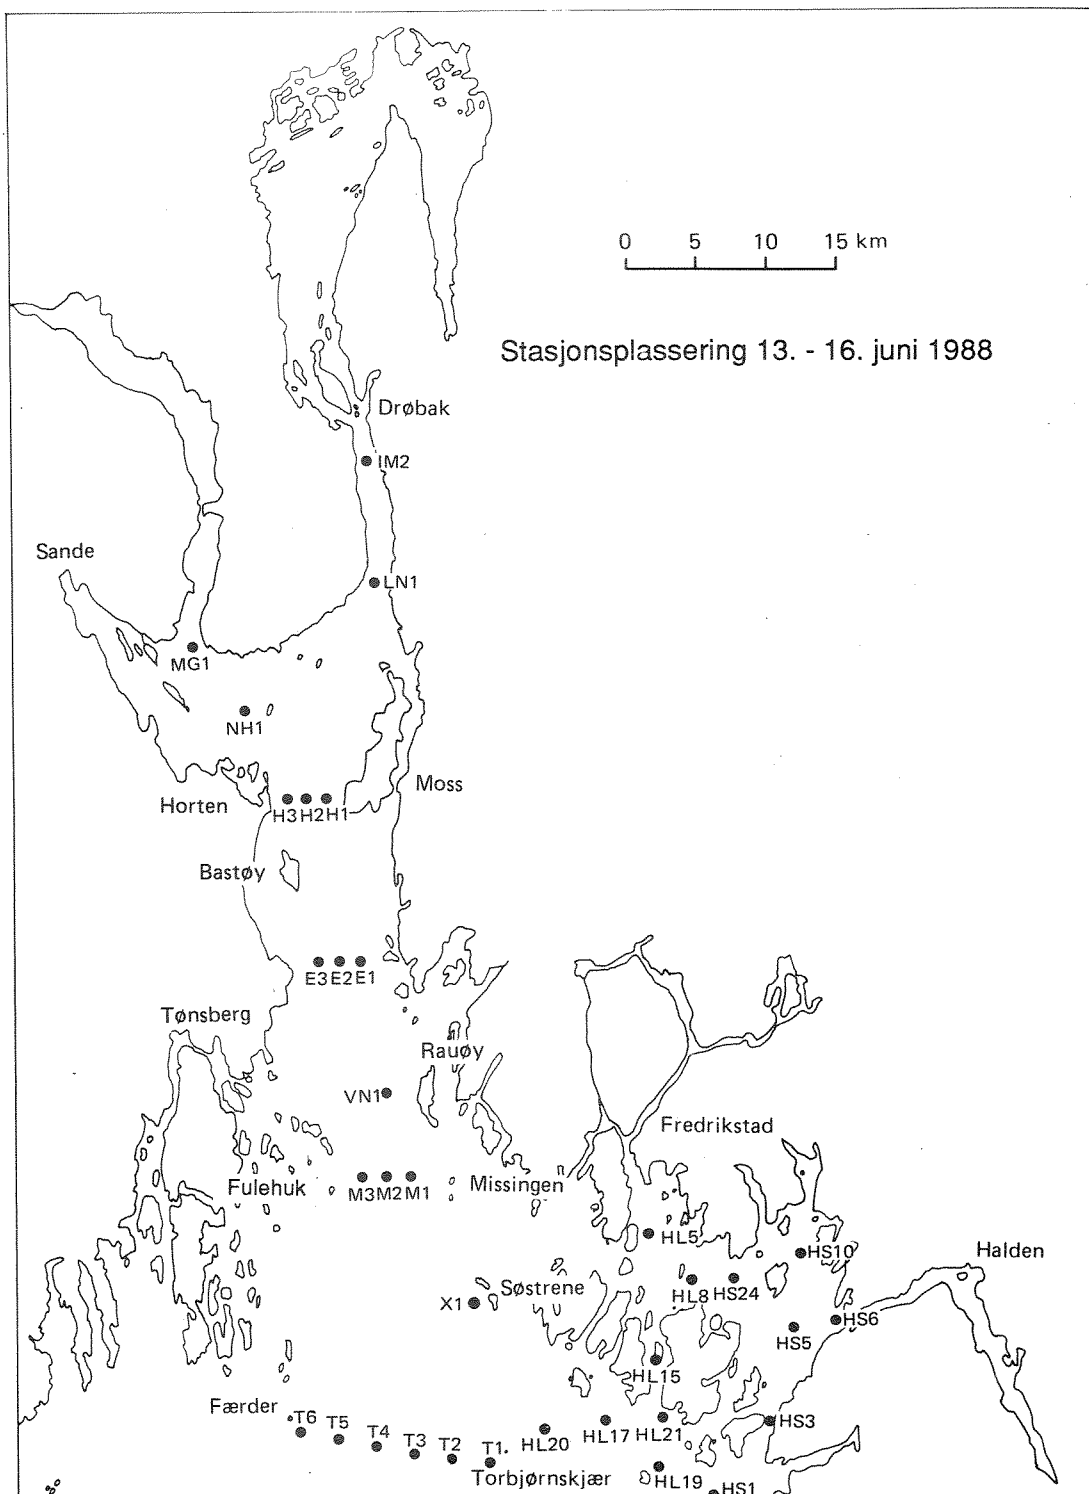 0 5 10 15 km
Stasjonsplassering 13. - 16. juni 1988
Drøbak
IM2
Sande
LN1
MG1
NH1
Moss
Horten
H3 H2 H1
Bastøy
E3 E2 E1
Tønsberg
Rauøy
VN1
Fredrikstad
Fulehuk
M3 M2 M1
Missingen
HL5
HS10
Halden
Søstrene
X1
HL8 HS24
HS6
HS5
HL15
Færder
T6 T5 T4 T3 T2 T1
HL20
HL17 HL21
HS3
Torbjørnskjær
HL19
HS1